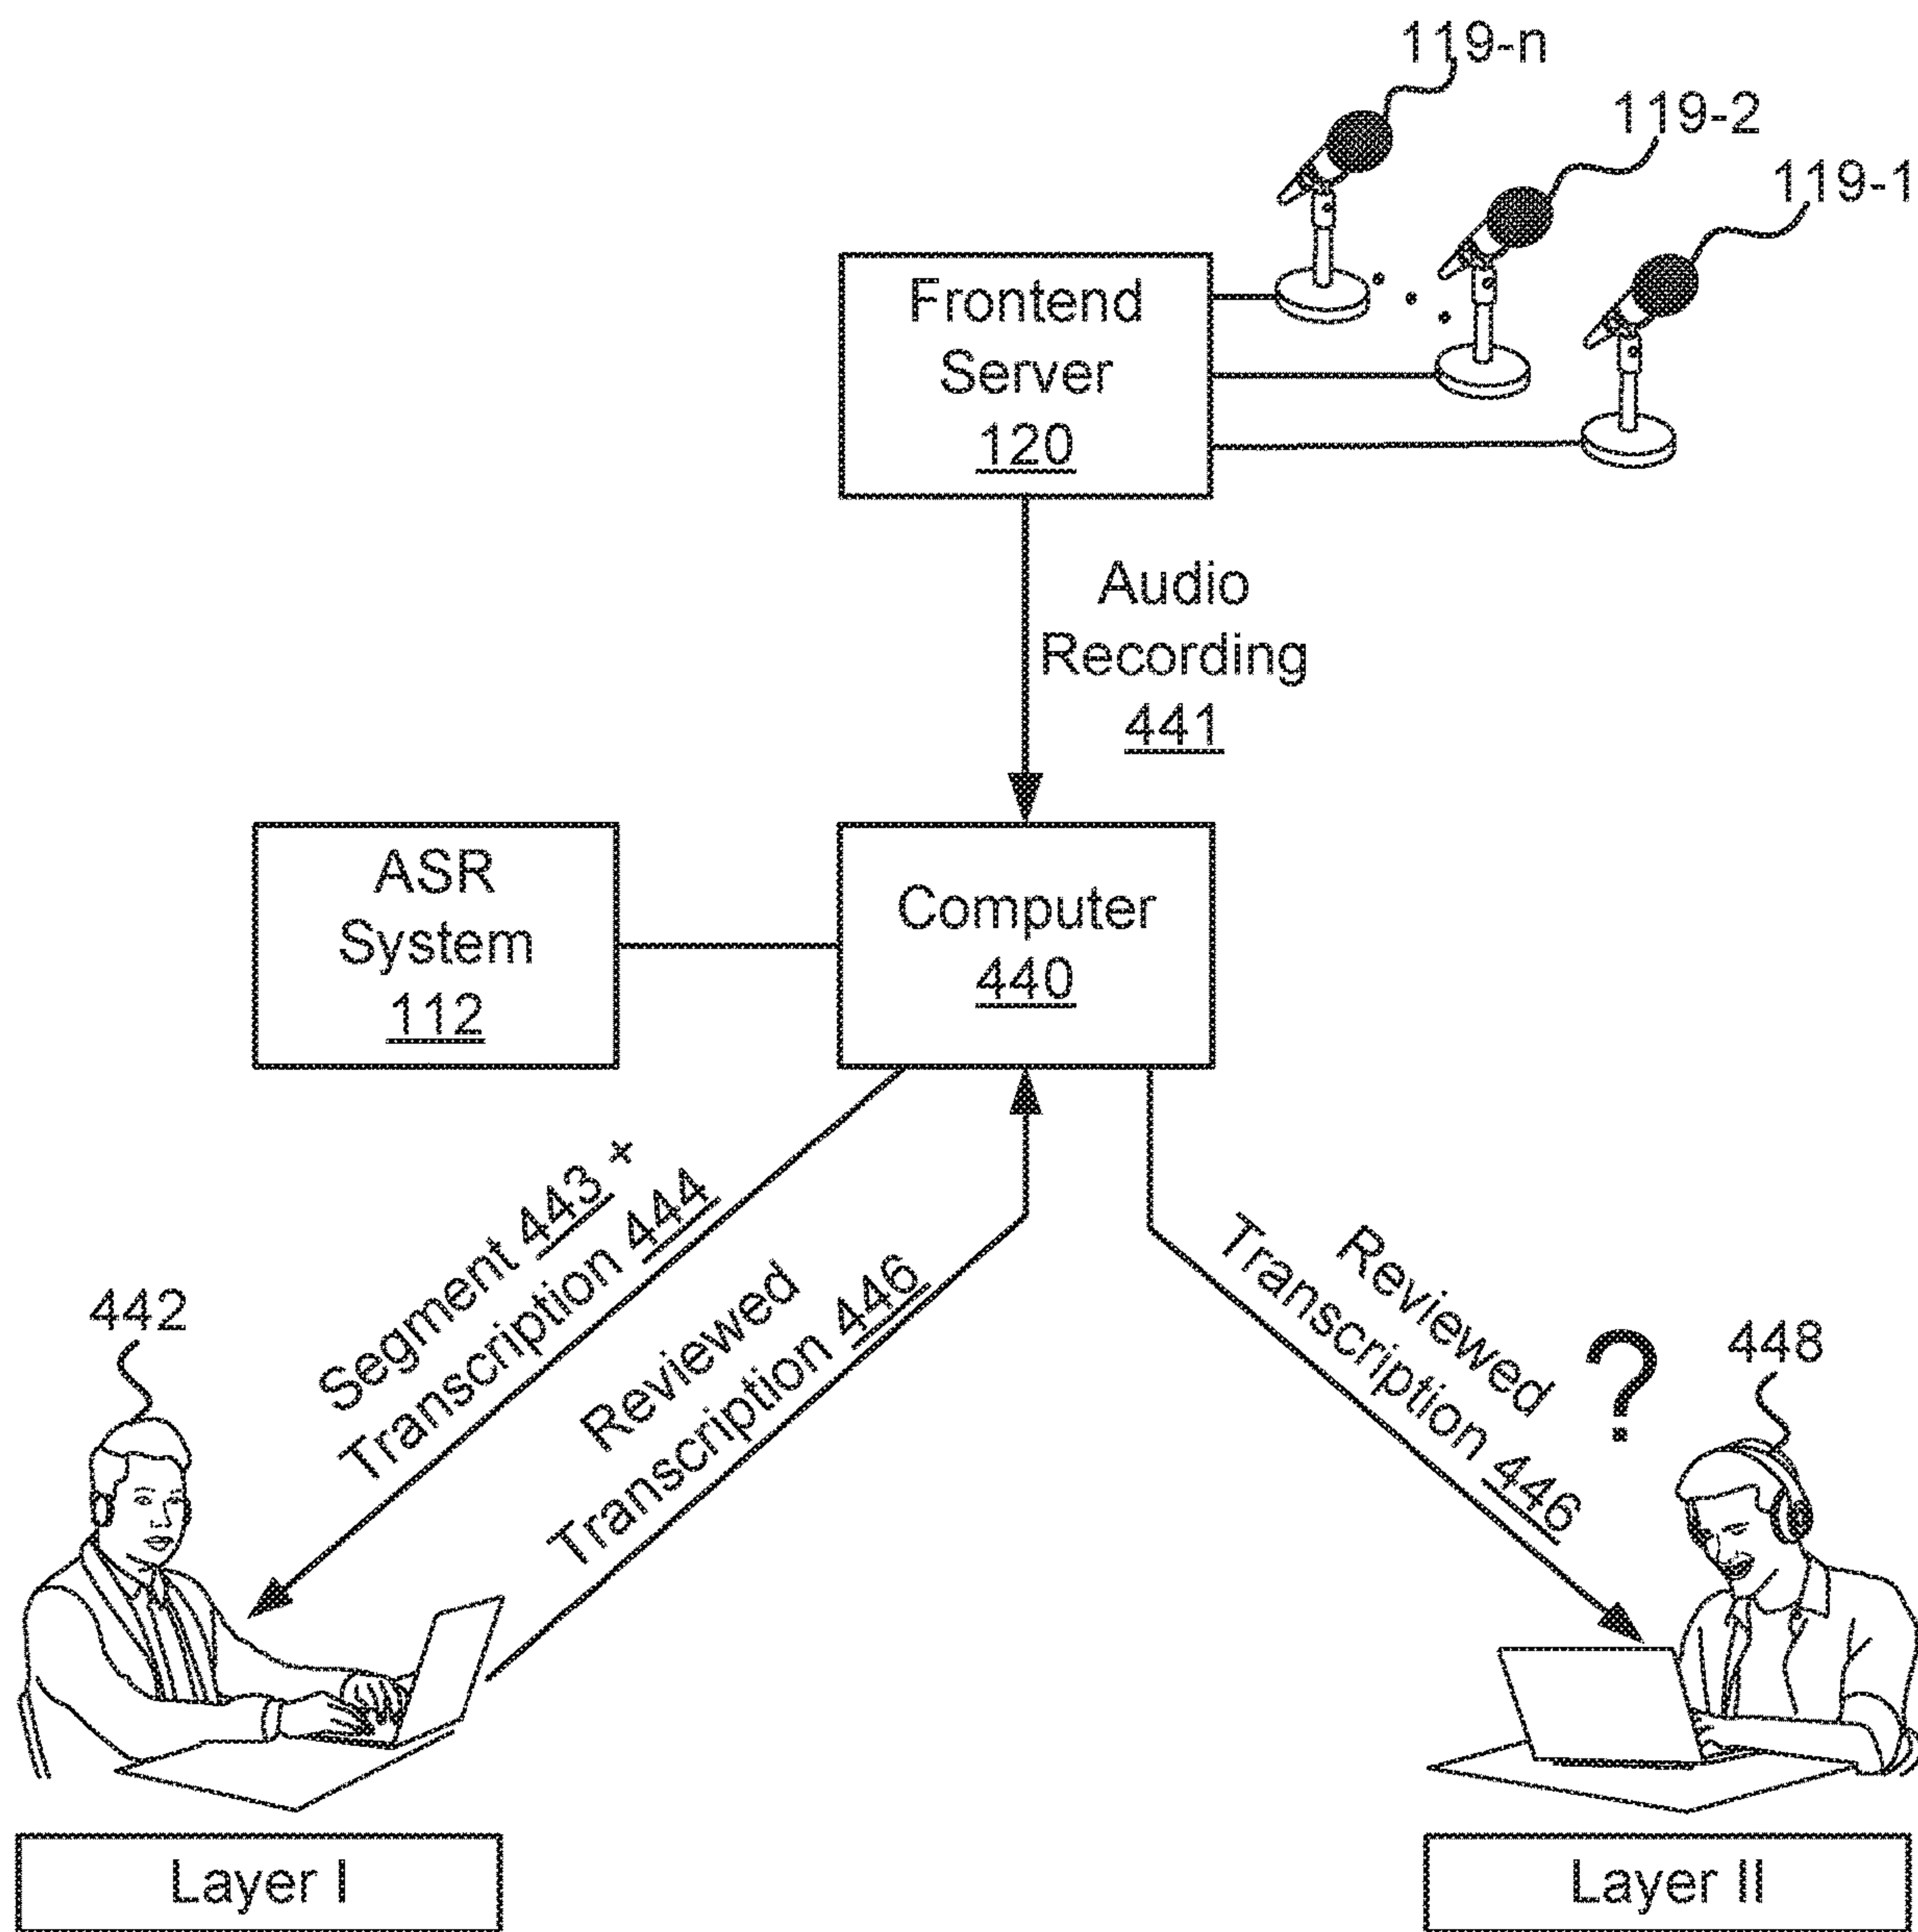 119-n
119-2
119-1
Frontend
Server
120
Audio
Recording
441
ASR
System
112
Computer
440
Segment 443 +
Transcription 444
Reviewed
Transcription 446
Reviewed
Transcription 446
?
442
448
Layer I
Layer II